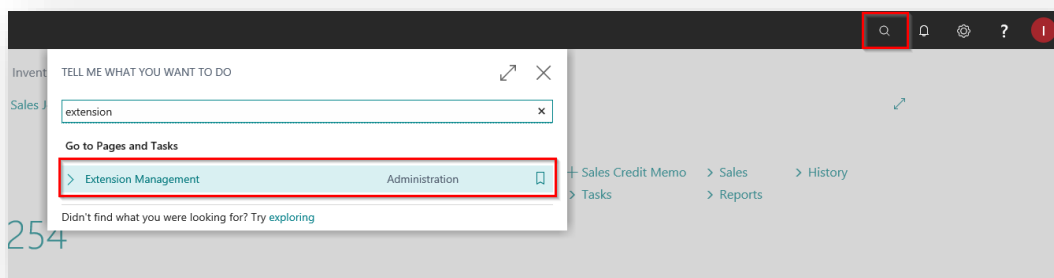 ?
I
Invent
TELL ME WHAT YOU WANT TO DO
Sales J
extension
Go to Pages and Tasks
Extension Management Administration
+ Sales Credit Memo > Sales > History
> Tasks > Reports
Didn't find what you were looking for? Try exploring
254